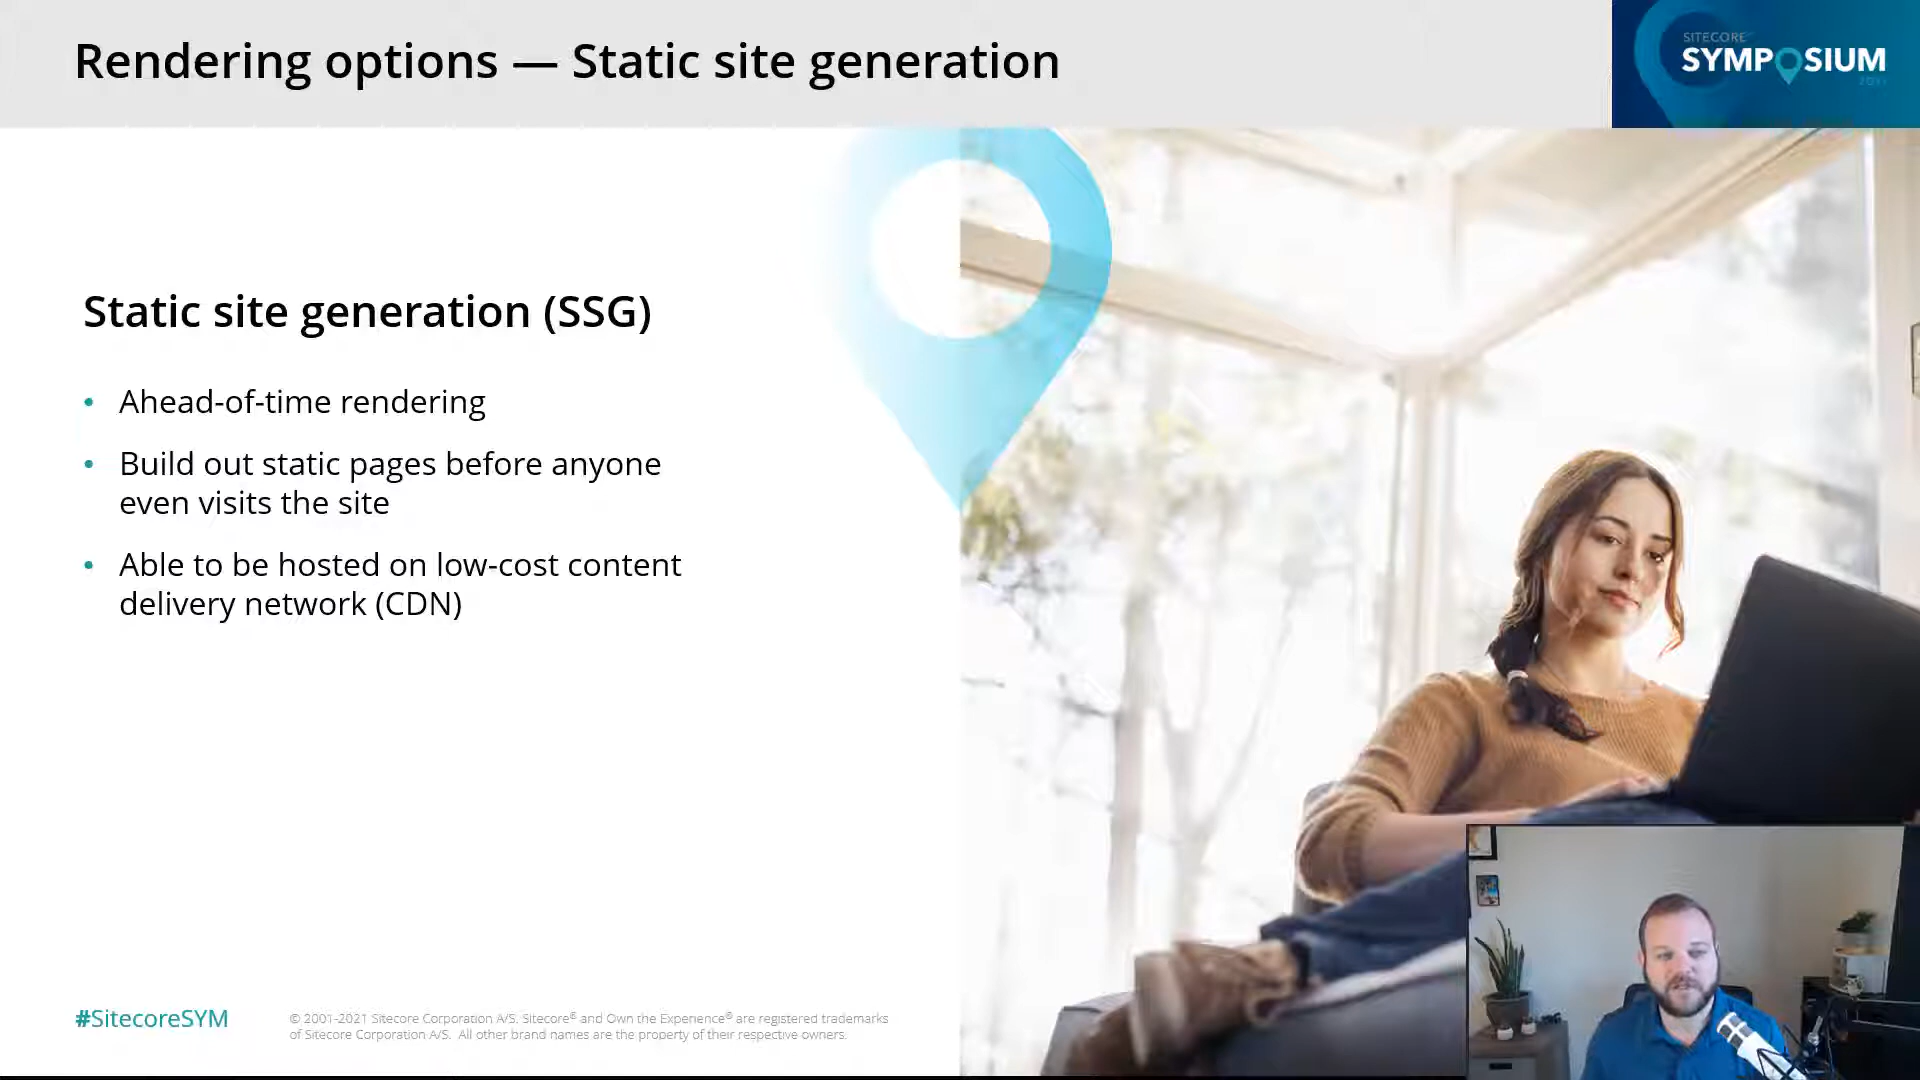 Rendering options — Static site generation
SITECORE
SYMPOSIUM
2021
Static site generation (SSG)
• Ahead-of-time rendering
• Build out static pages before anyone
even visits the site
• Able to be hosted on low-cost content
delivery network (CDN)
#SitecoreSYM
© 2001-2021 Sitecore Corporation A/S. Sitecore® and Own the Experience® are registered trademarks
of Sitecore Corporation A/S. All other brand names are the property of their respective owners.